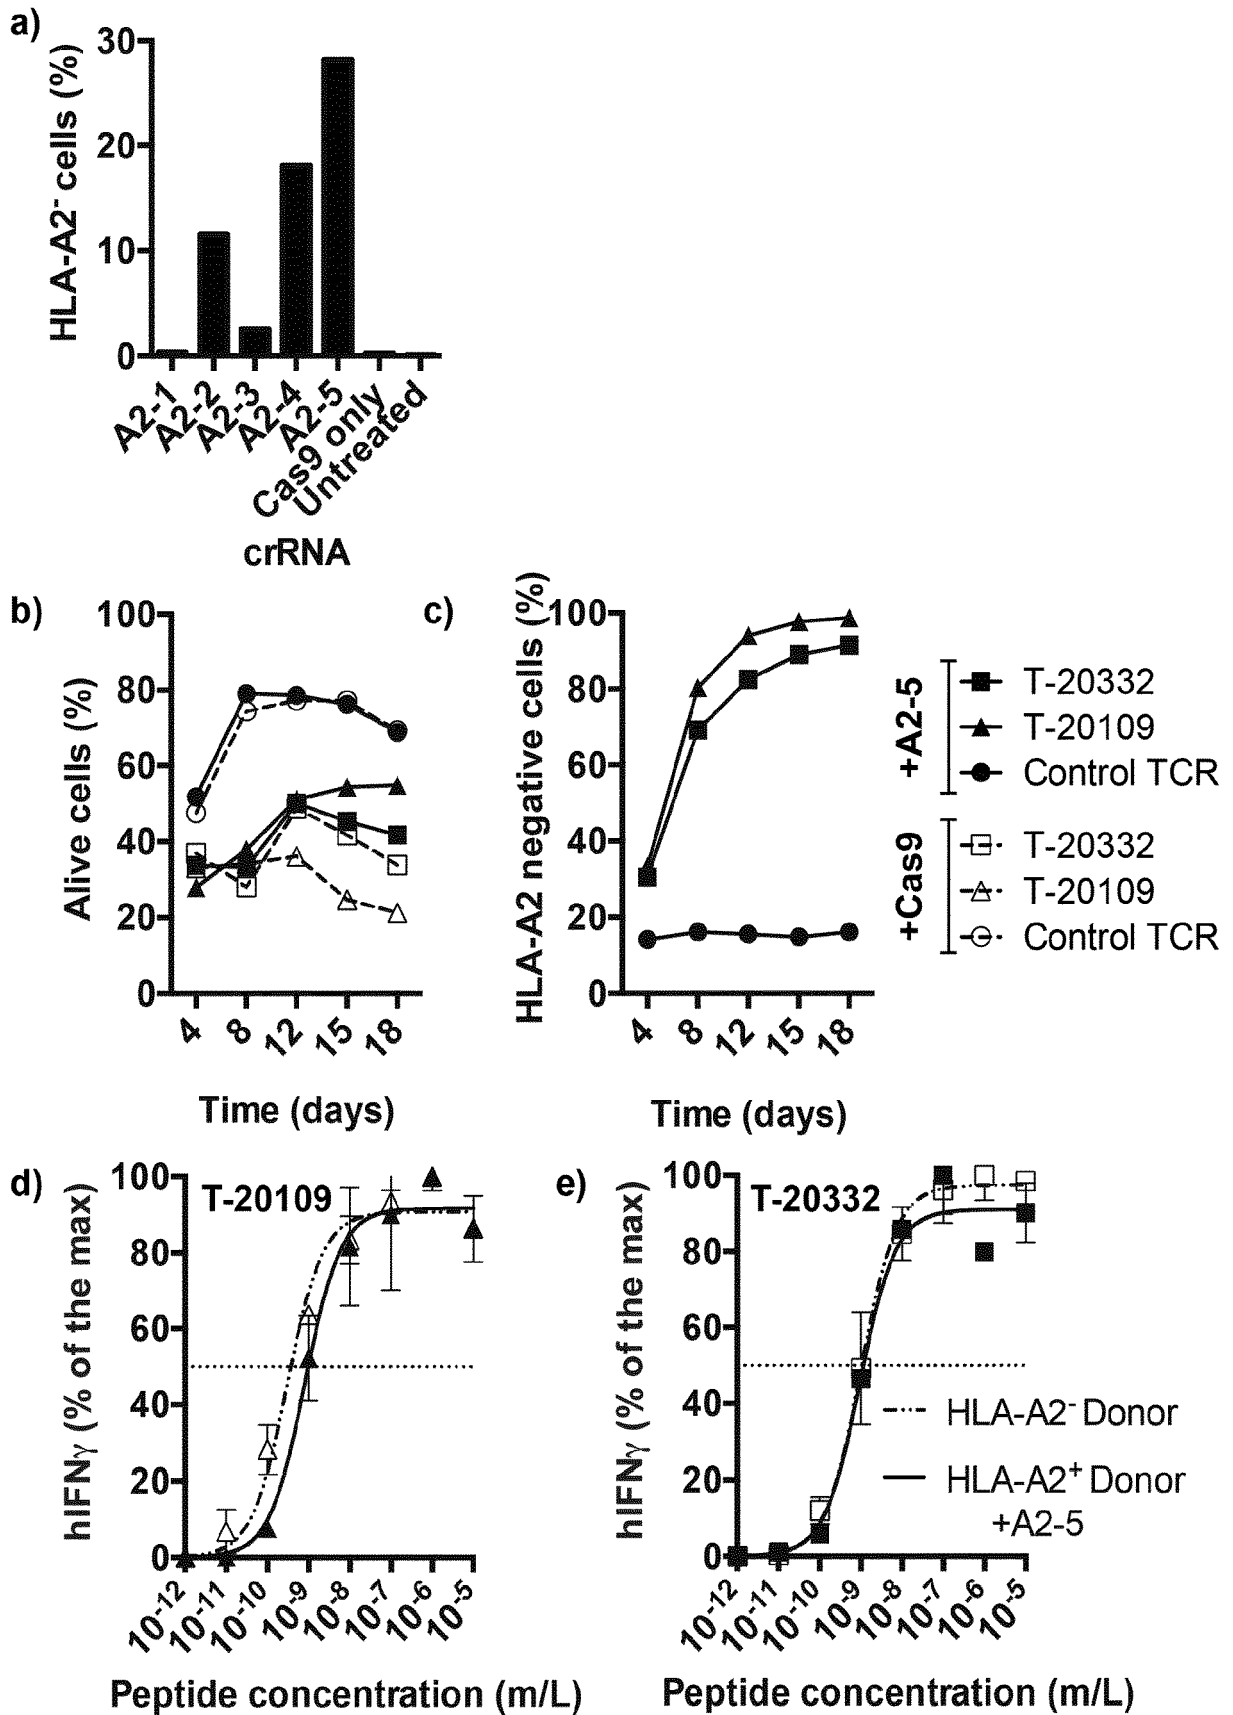 a)
HLA-A2⁻ cells (%)
30
20
10
0
A2-1
A2-2
A2-3
A2-4
A2-5
Cas9 only
Untreated
crRNA
b)
Alive cells (%)
100
80
60
40
20
0
4
8
12
15
18
Time (days)
c)
HLA-A2 negative cells (%)
100
80
60
40
20
0
4
8
12
15
18
Time (days)
+A2-5
T-20332
T-20109
Control TCR
+Cas9
T-20332
T-20109
Control TCR
d)
T-20109
hIFNγ (% of the max)
100
80
60
40
20
0
10⁻¹²
10⁻¹¹
10⁻¹⁰
10⁻⁹
10⁻⁸
10⁻⁷
10⁻⁶
10⁻⁵
Peptide concentration (m/L)
e)
T-20332
hIFNγ (% of the max)
100
80
60
40
20
0
10⁻¹²
10⁻¹¹
10⁻¹⁰
10⁻⁹
10⁻⁸
10⁻⁷
10⁻⁶
10⁻⁵
Peptide concentration (m/L)
HLA-A2⁻ Donor
HLA-A2⁺ Donor
+A2-5